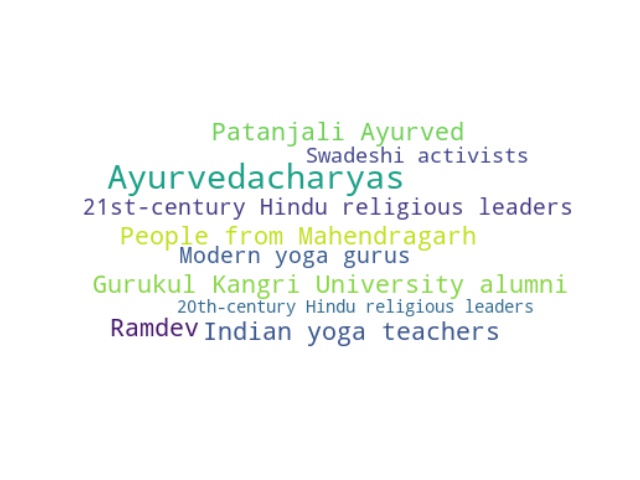 Patanjali Ayurved
Swadeshi activists
Ayurvedacharyas
21st-century Hindu religious leaders
People from Mahendragarh
Modern yoga gurus
Gurukul Kangri University alumni
20th-century Hindu religious leaders
Ramdev
Indian yoga teachers